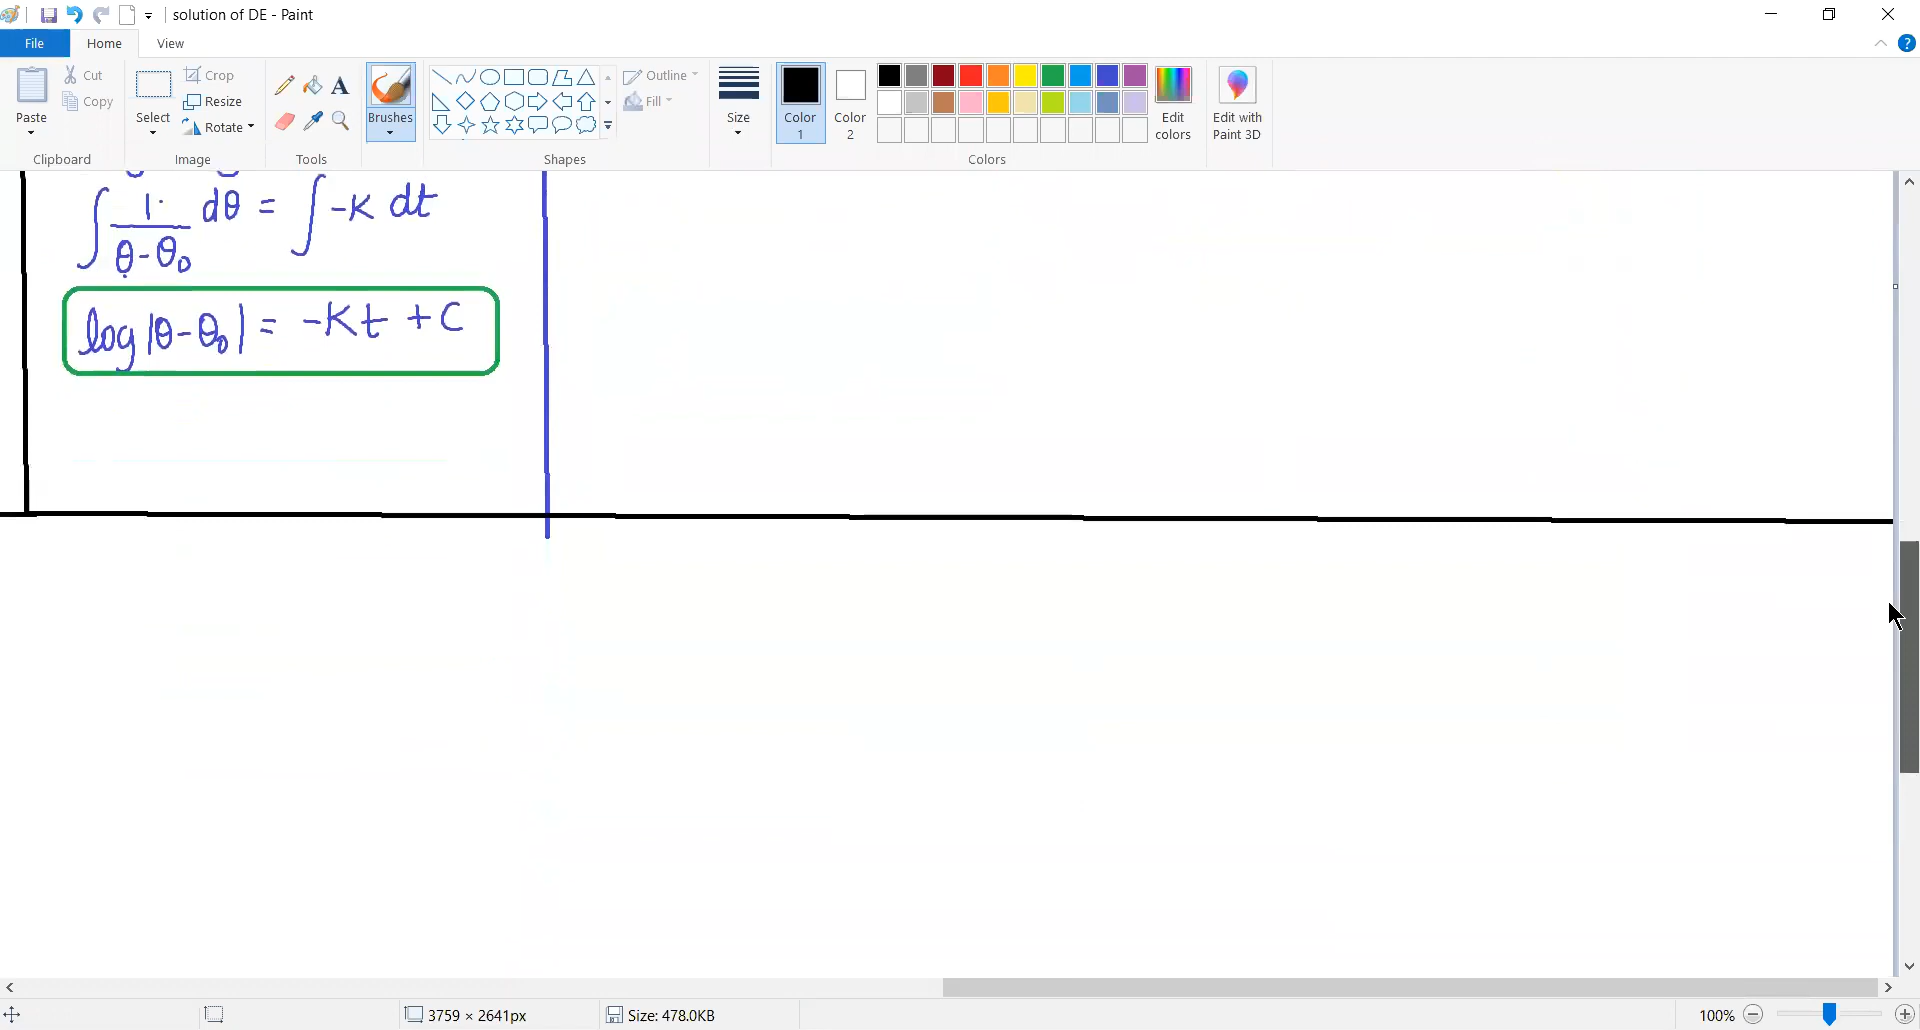 solution of DE - Paint
File Home View
Paste
Cut
Copy
Clipboard
Select
Crop
Resize
Rotate
Image
Tools
Brushes
Shapes
Outline
Fill
Size
Color 1
Color 2
Colors
Edit colors
Edit with Paint 3D
∫ 1/(θ-θ₀) dθ = ∫ -K dt
log|θ-θ₀| = -Kt + C
3759 × 2641px
Size: 478.0KB
100%